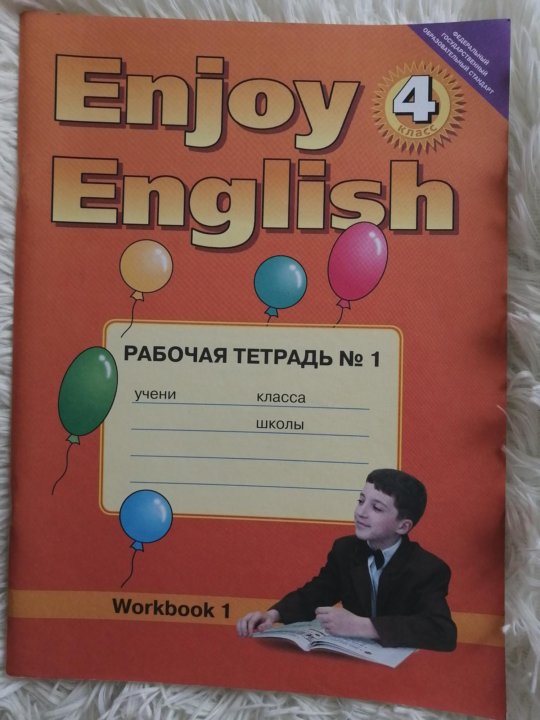 ФЕДЕРАЛЬНЫЙ
ГОСУДАРСТВЕННЫЙ
ОБРАЗОВАТЕЛЬНЫЙ СТАНДАРТ
Enjoy
4
класс
English
РАБОЧАЯ ТЕТРАДЬ № 1
учени класса
школы
Workbook 1